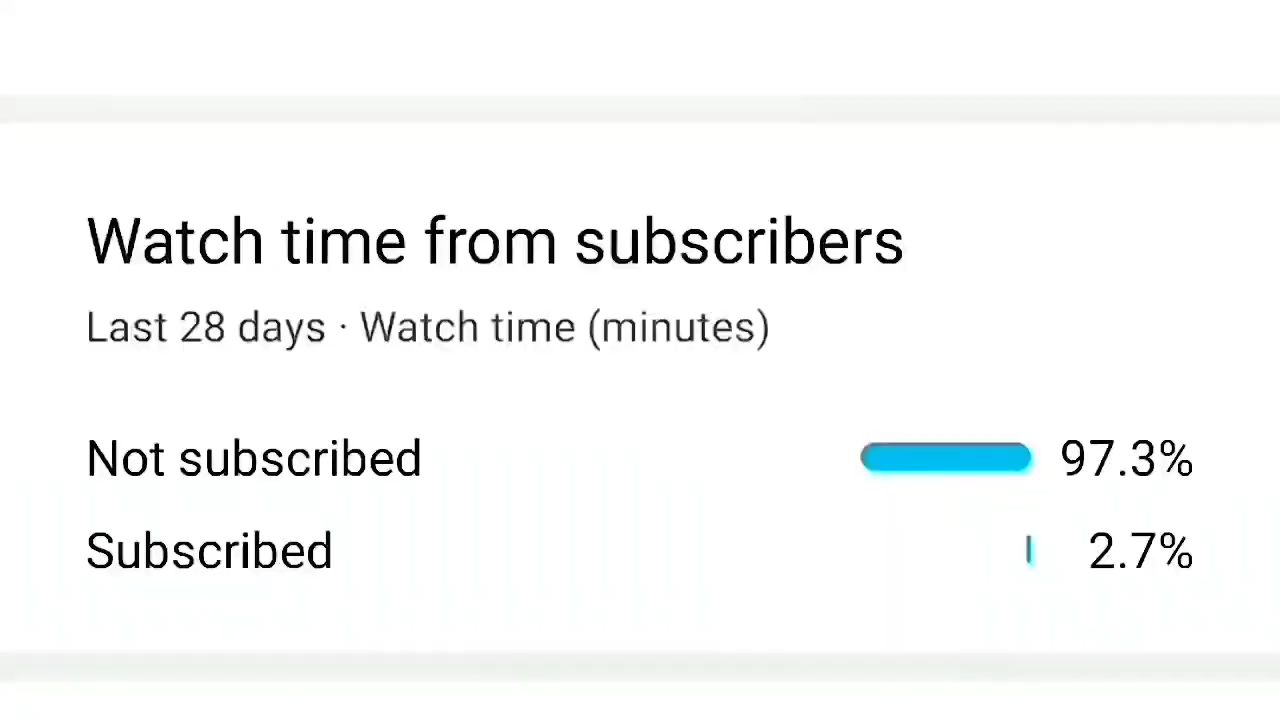 Watch time from subscribers
Last 28 days · Watch time (minutes)
Not subscribed 97.3%
Subscribed 2.7%